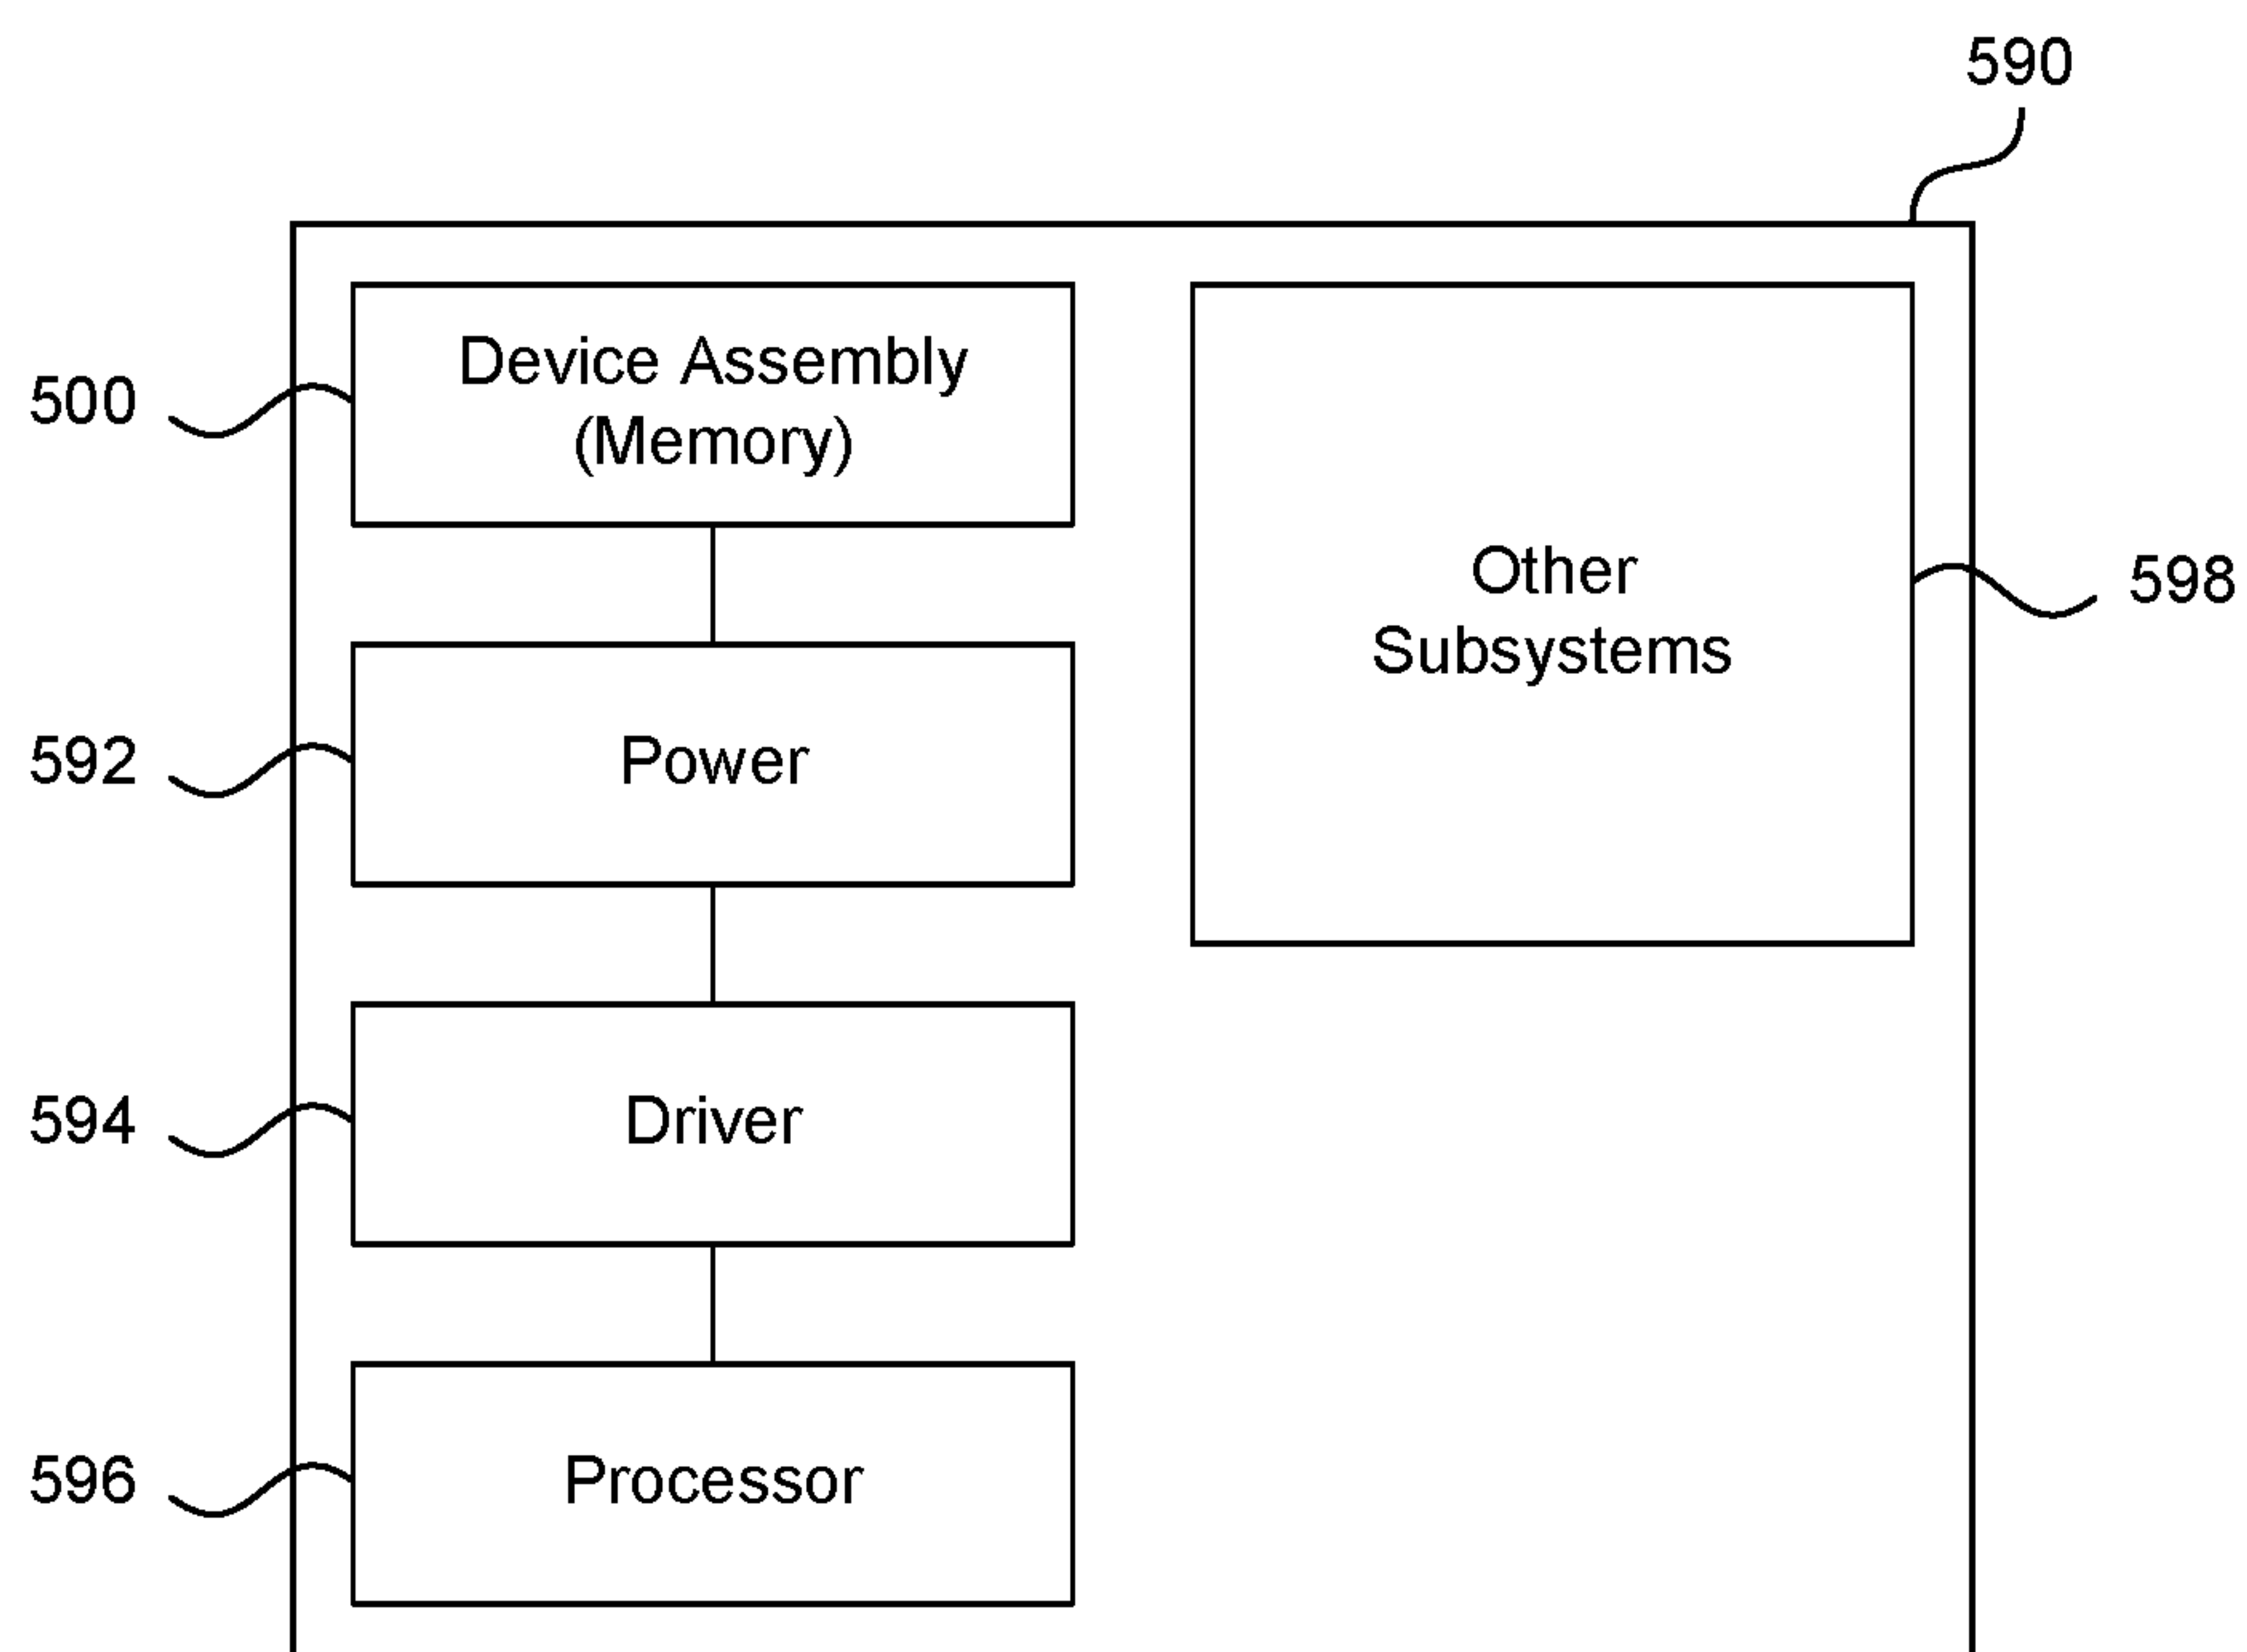 590
500
Device Assembly
(Memory)
Other
Subsystems
598
592
Power
594
Driver
596
Processor